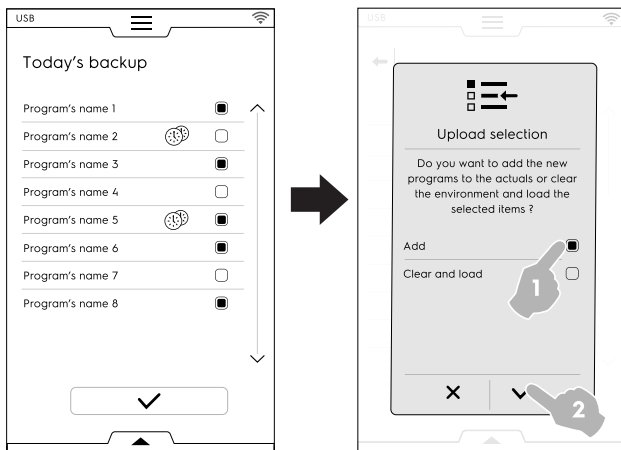 USB
Today's backup
Program's name 1
Program's name 2
Program's name 3
Program's name 4
Program's name 5
Program's name 6
Program's name 7
Program's name 8
USB
Upload selection
Do you want to add the new
programs to the actuals or clear
the environment and load the
selected items ?
Add
1
Clear and load
2